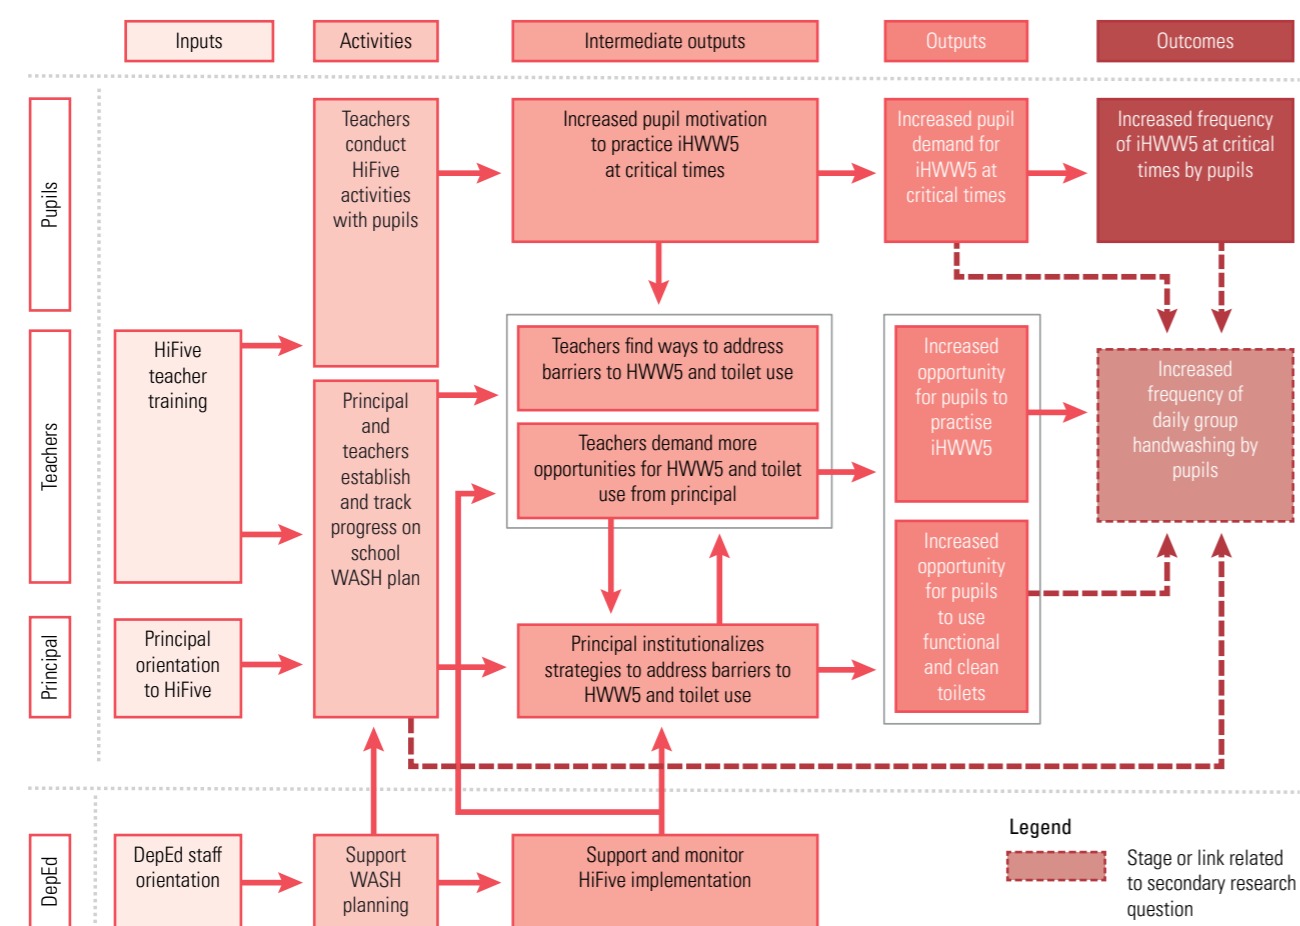 Inputs
Activities
Intermediate outputs
Outputs
Outcomes
Pupils
Teachers
conduct
HiFive
activities
with pupils
Increased pupil motivation
to practice iHWW5
at critical times
Increased pupil
demand for
iHWW5 at
critical times
Increased frequency
of iHWW5 at critical
times by pupils
Teachers
HiFive
teacher
training
Principal
and
teachers
establish
and track
progress on
school
WASH plan
Teachers find ways to address
barriers to HWW5 and toilet use
Teachers demand more
opportunities for HWW5 and toilet
use from principal
Increased
opportunity
for pupils to
practise
iHWW5
Increased
frequency of
daily group
handwashing by
pupils
Increased
opportunity
for pupils
to use
functional
and clean
toilets
Principal
Principal
orientation
to HiFive
Principal institutionalizes
strategies to address barriers to
HWW5 and toilet use
DepEd
DepEd staff
orientation
Support
WASH
planning
Support and monitor
HiFive implementation
Legend
Stage or link related
to secondary research
question